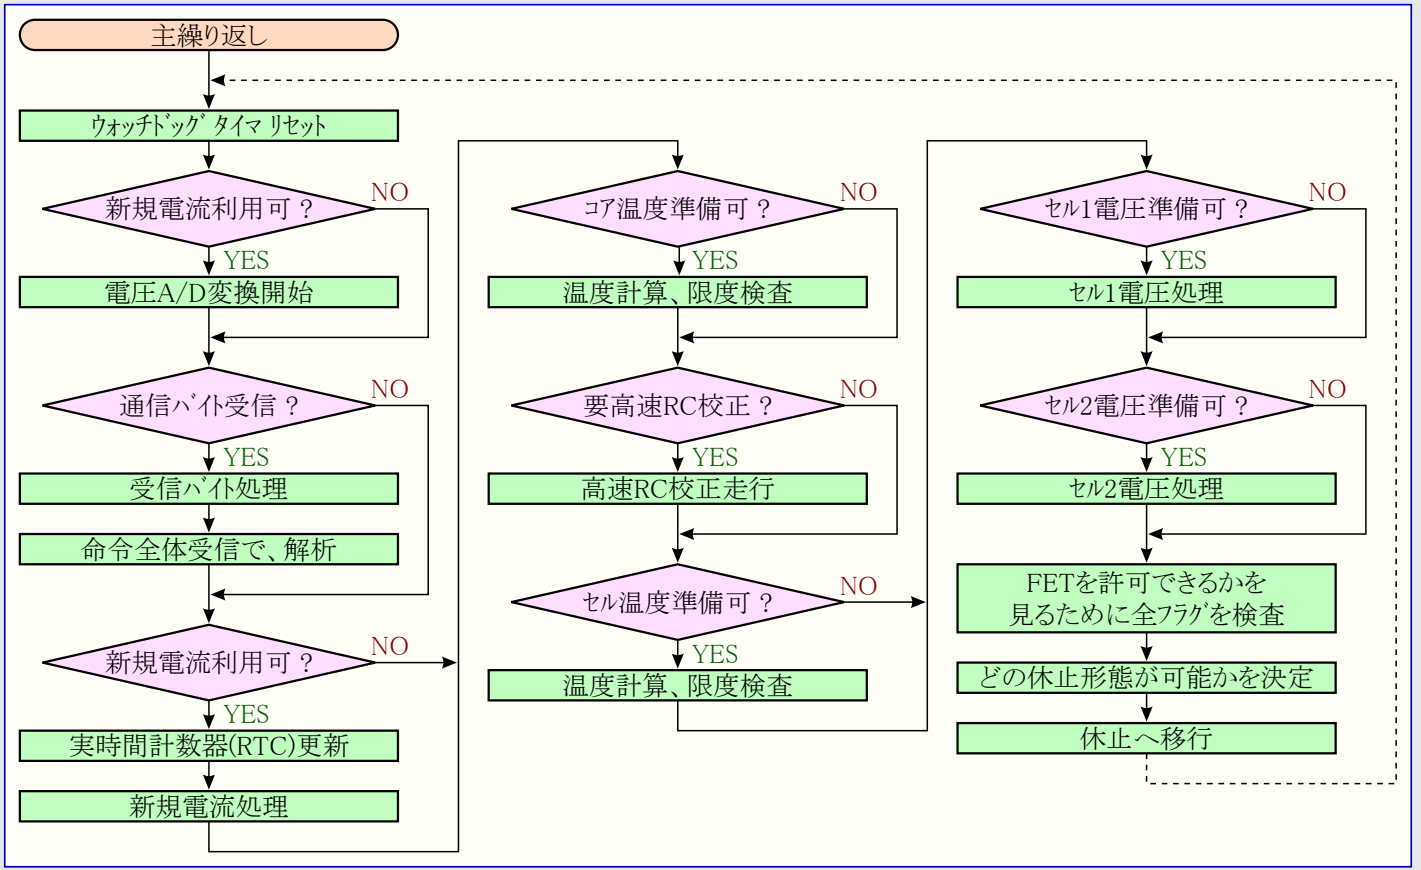 主繰り返し
ｳｫｯﾁﾄﾞｯｸﾞ ﾀｲﾏ ﾘｾｯﾄ
新規電流利用可？
NO
YES
電圧A/D変換開始
通信ﾊﾞｲﾄ受信？
NO
YES
受信ﾊﾞｲﾄ処理
命令全体受信で、解析
新規電流利用可？
NO
YES
実時間計数器(RTC)更新
新規電流処理
ｺｱ温度準備可？
NO
YES
温度計算、限度検査
要高速RC校正？
NO
YES
高速RC校正走行
ｾﾙ温度準備可？
NO
YES
温度計算、限度検査
ｾﾙ1電圧準備可？
NO
YES
ｾﾙ1電圧処理
ｾﾙ2電圧準備可？
NO
YES
ｾﾙ2電圧処理
FETを許可できるかを
見るために全ﾌﾗｸﾞを検査
どの休止形態が可能かを決定
休止へ移行